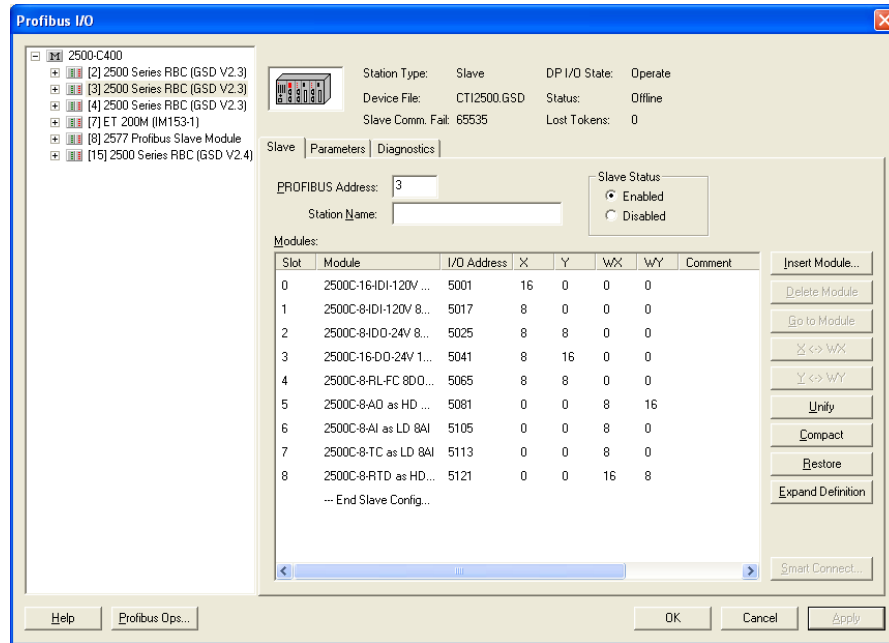 Profibus I/O
2500-C400
[2] 2500 Series RBC (GSD V2.3)
[3] 2500 Series RBC (GSD V2.3)
[4] 2500 Series RBC (GSD V2.3)
[7] ET 200M (IM153-1)
[8] 2577 Profibus Slave Module
[15] 2500 Series RBC (GSD V2.4)
Station Type: Slave DP I/O State: Operate
Device File: CTI2500.GSD Status: Offline
Slave Comm. Fail: 65535 Lost Tokens: 0
Slave Parameters Diagnostics
PROFIBUS Address: 3
Station Name:
Slave Status
Enabled
Disabled
Modules:
Slot Module I/O Address X Y WX WY Comment
0 2500C-16-IDI-120V ... 5001 16 0 0 0
1 2500C-8-IDI-120V 8... 5017 8 0 0 0
2 2500C-8-IDO-24V 8... 5025 8 8 0 0
3 2500C-16-DO-24V 1... 5041 8 16 0 0
4 2500C-8-RL-FC 8DO... 5065 8 8 0 0
5 2500C-8-AO as HD ... 5081 0 0 8 16
6 2500C-8-AI as LD 8AI 5105 0 0 8 0
7 2500C-8-TC as LD 8AI 5113 0 0 8 0
8 2500C-8-RTD as HD... 5121 0 0 16 8
--- End Slave Config...
Insert Module...
Delete Module
Go to Module
X <-> WX
Y <-> WY
Unify
Compact
Restore
Expand Definition
Smart Connect...
Help Profibus Ops... OK Cancel Apply